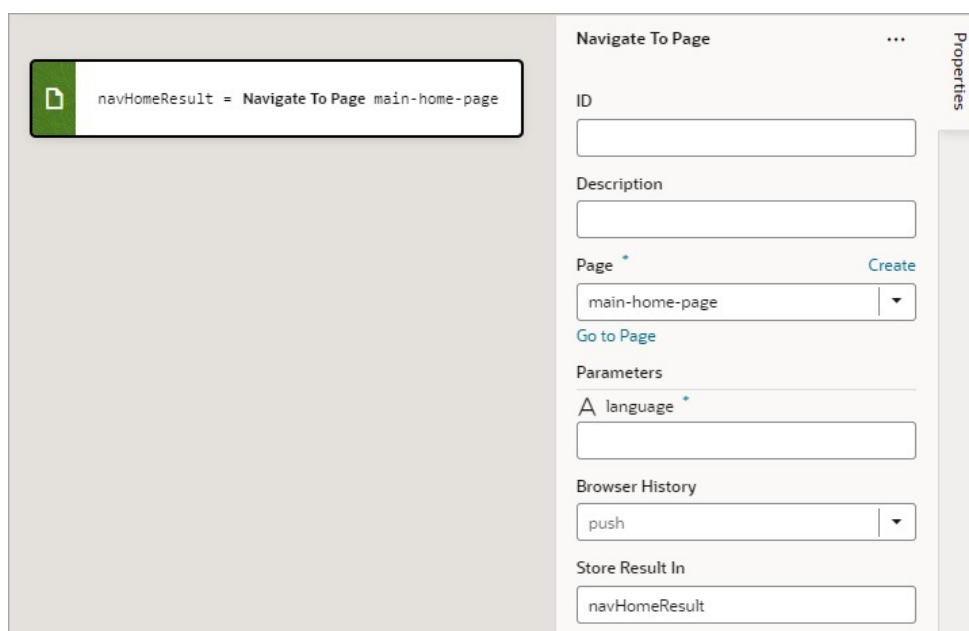 navHomeResult = Navigate To Page main-home-page
Navigate To Page
...
Properties
ID
Description
Page *
Create
main-home-page
Go to Page
Parameters
A language *
Browser History
push
Store Result In
navHomeResult